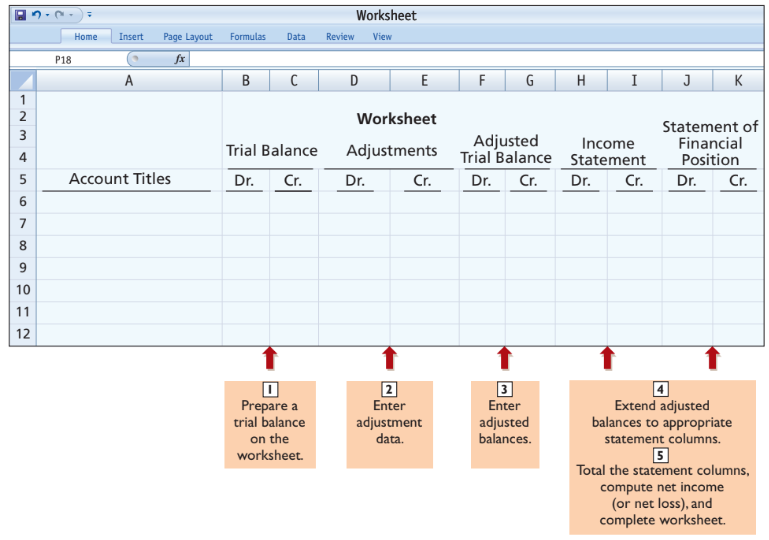 Worksheet
Home Insert Page Layout Formulas Data Review View
P18 fx
A B C D E F G H I J K
1
2 Worksheet
3 Adjusted Income Statement of
Trial Balance Adjustments Trial Balance Statement Financial
4 Position
5 Account Titles Dr. Cr. Dr. Cr. Dr. Cr. Dr. Cr. Dr. Cr.
6
7
8
9
10
11
12
1
Prepare a
trial balance
on the
worksheet.
2
Enter
adjustment
data.
3
Enter
adjusted
balances.
4
Extend adjusted
balances to appropriate
statement columns.
5
Total the statement columns,
compute net income
(or net loss), and
complete worksheet.